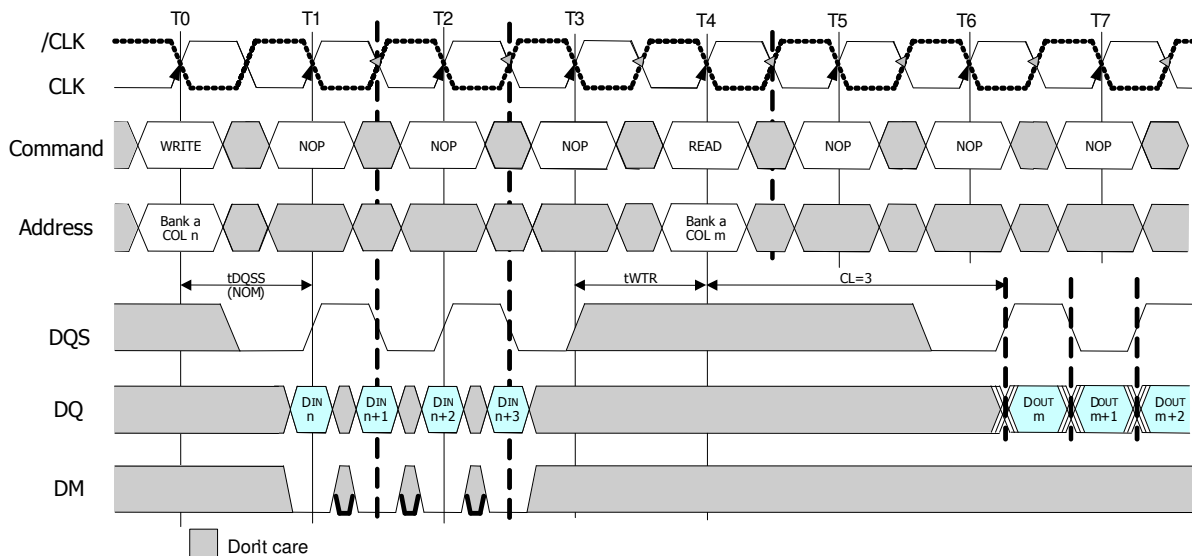 T0 T1 T2 T3 T4 T5 T6 T7
/CLK
CLK
Command WRITE NOP NOP NOP READ NOP NOP NOP
Address Bank a COL n Bank a COL m
tDQSS (NOM) tWTR CL=3
DQS
DQ DIN n DIN n+1 DIN n+2 DIN n+3 DOUT m DOUT m+1 DOUT m+2
DM
Don't care